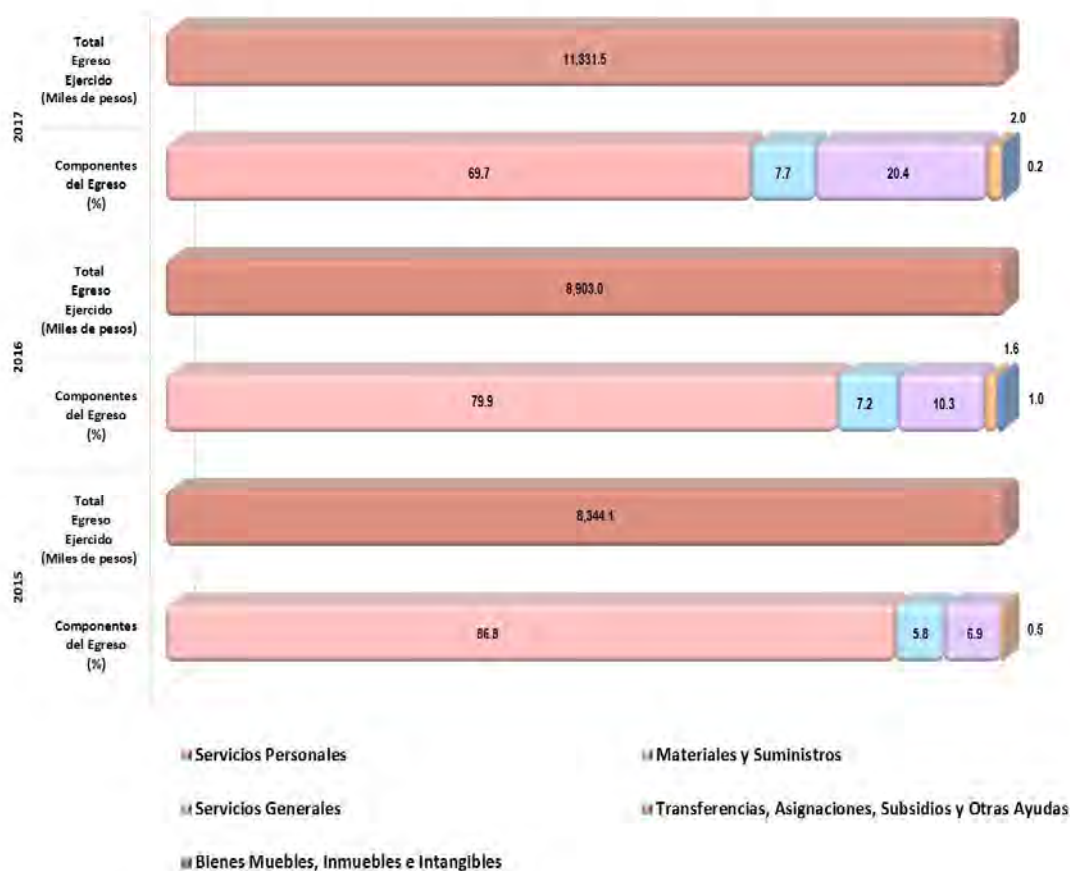 2017
Total
Egreso
Ejercido
(Miles de pesos)
11,331.5
Componentes
del Egreso
(%)
69.7
7.7
20.4
2.0
0.2
2016
Total
Egreso
Ejercido
(Miles de pesos)
8,903.0
Componentes
del Egreso
(%)
79.9
7.2
10.3
1.6
1.0
2015
Total
Egreso
Ejercido
(Miles de pesos)
8,344.1
Componentes
del Egreso
(%)
86.8
5.8
6.9
0.5
Servicios Personales
Materiales y Suministros
Servicios Generales
Transferencias, Asignaciones, Subsidios y Otras Ayudas
Bienes Muebles, Inmuebles e Intangibles